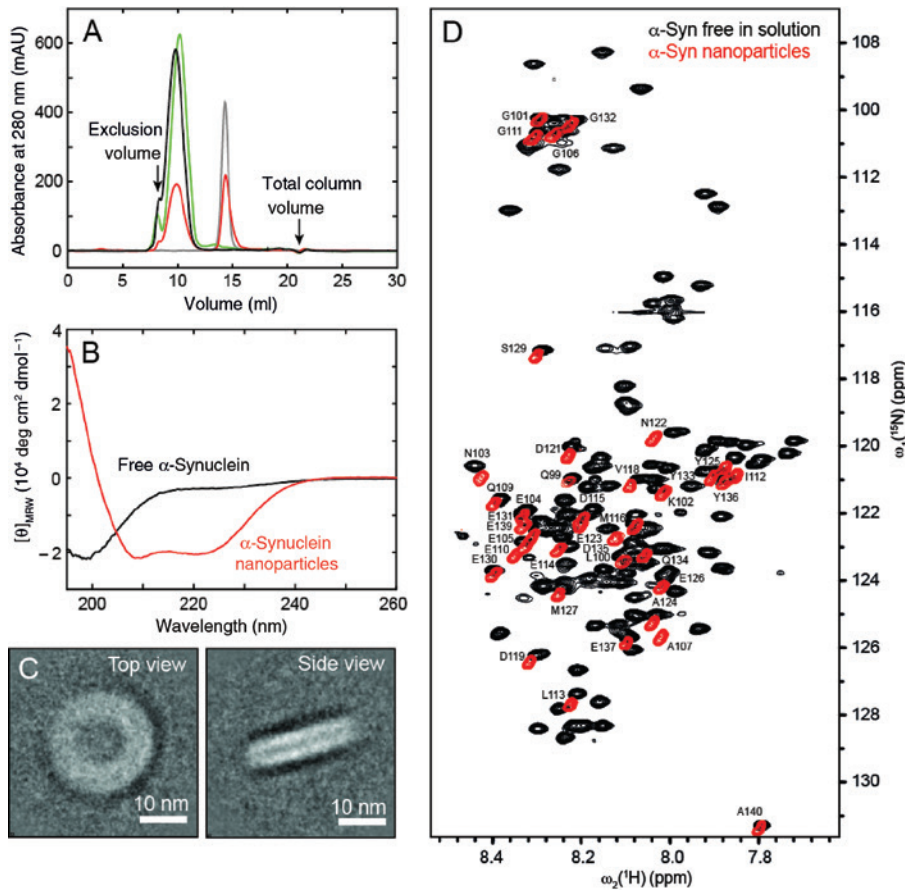 A
Absorbance at 280 nm (mAU)
600
400
200
0
Exclusion
volume
Total column
volume
0 5 10 15 20 25 30
Volume (ml)
B
[θ]MRW (10⁴ deg cm² dmol⁻¹)
4
2
0
−2
Free α-Synuclein
α-Synuclein
nanoparticles
200 220 240 260
Wavelength (nm)
C
Top view
10 nm
Side view
10 nm
D
α-Syn free in solution
α-Syn nanoparticles
G101
G132
G111
G106
S129
N122
D121
N103
Y125
Q99
V118
Y133
I112
Q109
K102
Y136
E104
D115
E131
M116
E139
E105
E123
E110
D135
Q134
E130
E114
L100
E126
M127
A124
E137
A107
D119
L113
A140
108
100
116
118
120
122
124
126
128
130
8.4 8.2 8.0 7.8
ω₂(¹H) (ppm)
ω₁(¹⁵N) (ppm)